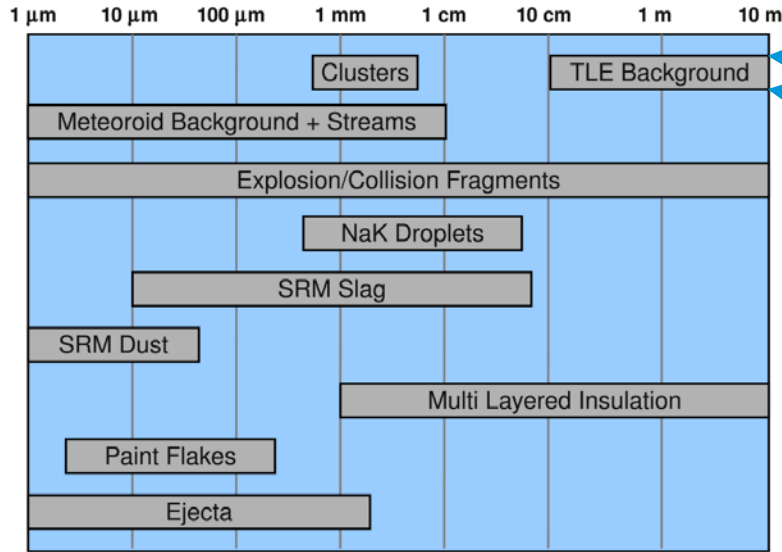 1 μm 10 μm 100 μm 1 mm 1 cm 10 cm 1 m 10 m
Clusters TLE Background
Meteoroid Background + Streams
Explosion/Collision Fragments
NaK Droplets
SRM Slag
SRM Dust
Multi Layered Insulation
Paint Flakes
Ejecta